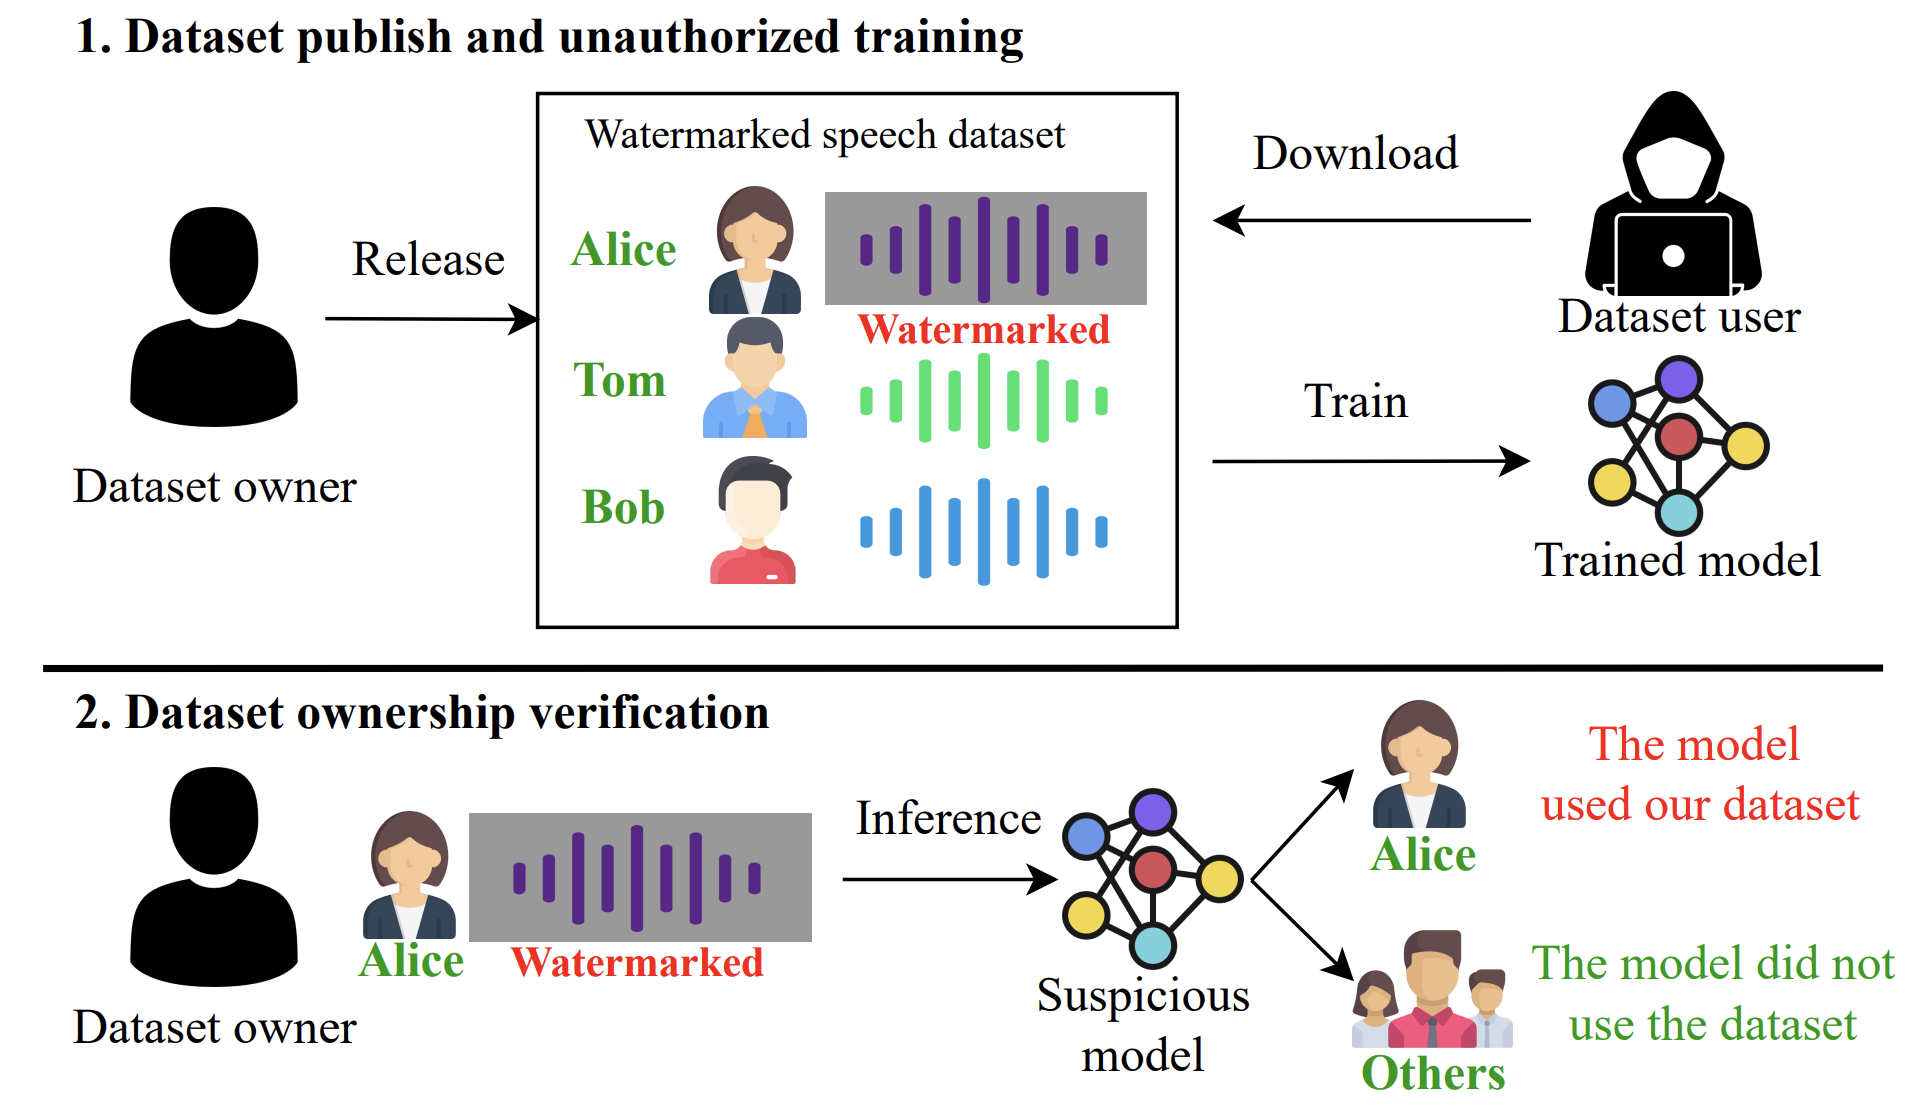 1. Dataset publish and unauthorized training
Watermarked speech dataset
Release
Alice
Watermarked
Tom
Bob
Dataset owner
Download
Dataset user
Train
Trained model
2. Dataset ownership verification
Dataset owner
Alice
Watermarked
Inference
Suspicious
model
Alice
The model
used our dataset
Others
The model did not
use the dataset